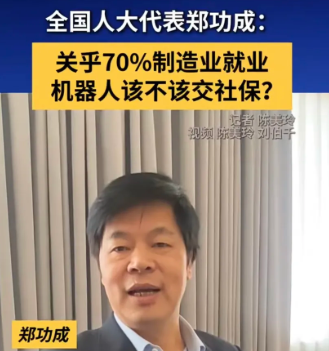 全国人大代表郑功成：
关乎70%制造业就业
机器人该不该交社保？
记者 陈美玲
视频 陈美玲 刘伯千
郑功成